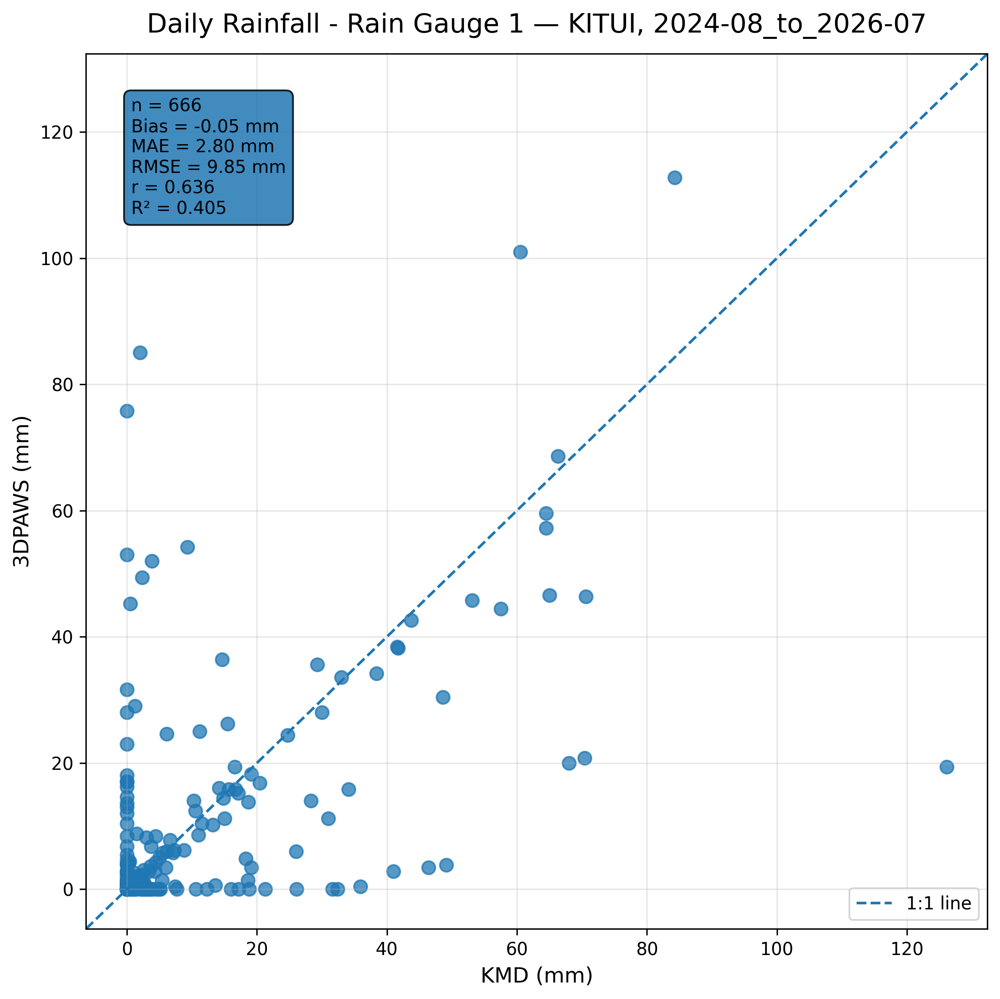 Daily Rainfall - Rain Gauge 1 — KITUI, 2024-08_to_2026-07
n = 666
Bias = -0.05 mm
MAE = 2.80 mm
RMSE = 9.85 mm
r = 0.636
R² = 0.405
120
100
80
60
40
20
0
3DPAWS (mm)
1:1 line
0 20 40 60 80 100 120
KMD (mm)